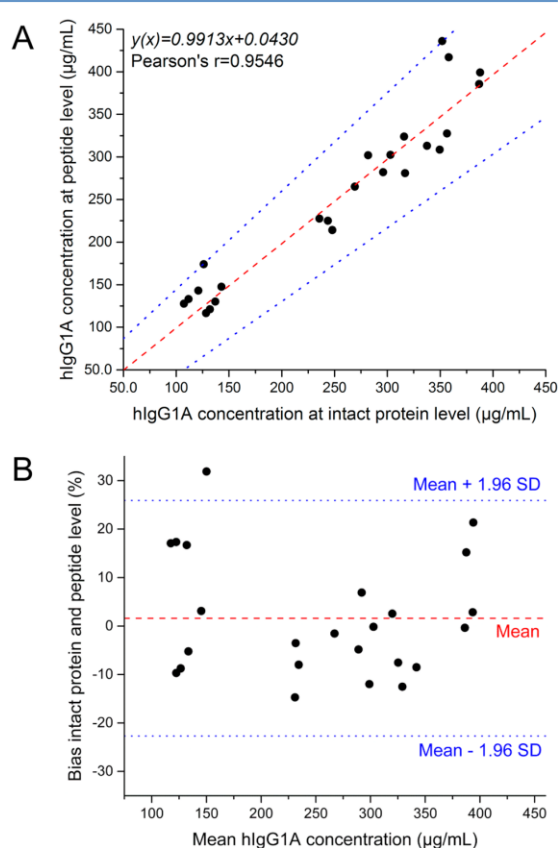 A
y(x)=0.9913x+0.0430
Pearson's r=0.9546
hIgG1A concentration at peptide level (µg/mL)
450
400
350
300
250
200
150
100
50.0
50.0 100 150 200 250 300 350 400 450
hIgG1A concentration at intact protein level (µg/mL)
B
Bias intact protein and peptide level (%)
30
20
10
0
-10
-20
-30
Mean + 1.96 SD
Mean
Mean - 1.96 SD
100 150 200 250 300 350 400 450
Mean hIgG1A concentration (µg/mL)